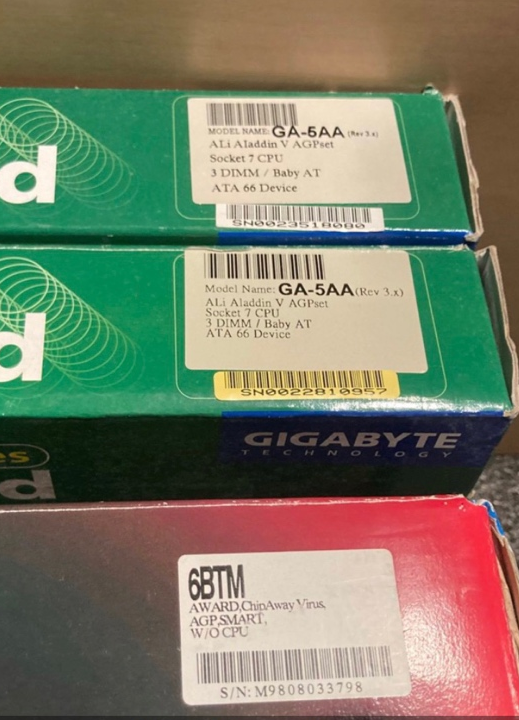 d
MODEL NAME: GA-5AA (Rev 3.x)
ALi Aladdin V AGPset
Socket 7 CPU
3 DIMM / Baby AT
ATA 66 Device
SN0023518080
d
Model Name: GA-5AA (Rev 3.x)
ALi Aladdin V AGPset
Socket 7 CPU
3 DIMM / Baby AT
ATA 66 Device
SN0022810957
es
GIGABYTE
TECHNOLOGY
d
6BTM
AWARD,ChipAway Virus,
AGP,SMART,
W/O CPU
S/N: M9808033798